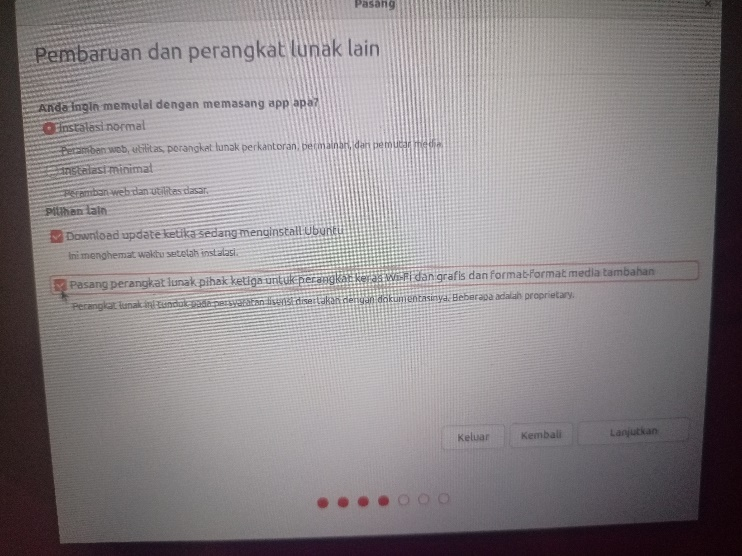 Pasang
Pembaruan dan perangkat lunak lain
Anda ingin memulai dengan memasang app apa?
Instalasi normal
Peramban web, utilitas, perangkat lunak perkantoran, permainan, dan pemutar media.
Instalasi minimal
Peramban web dan utilitas dasar.
Pilihan lain
Download update ketika sedang menginstall Ubuntu
Ini menghemat waktu setelah instalasi.
Pasang perangkat lunak pihak ketiga untuk perangkat keras Wi-Fi dan grafis dan format-format media tambahan
Perangkat lunak ini tunduk pada persyaratan lisensi disertakan dengan dokumentasinya. Beberapa adalah proprietary.
Keluar
Kembali
Lanjutkan